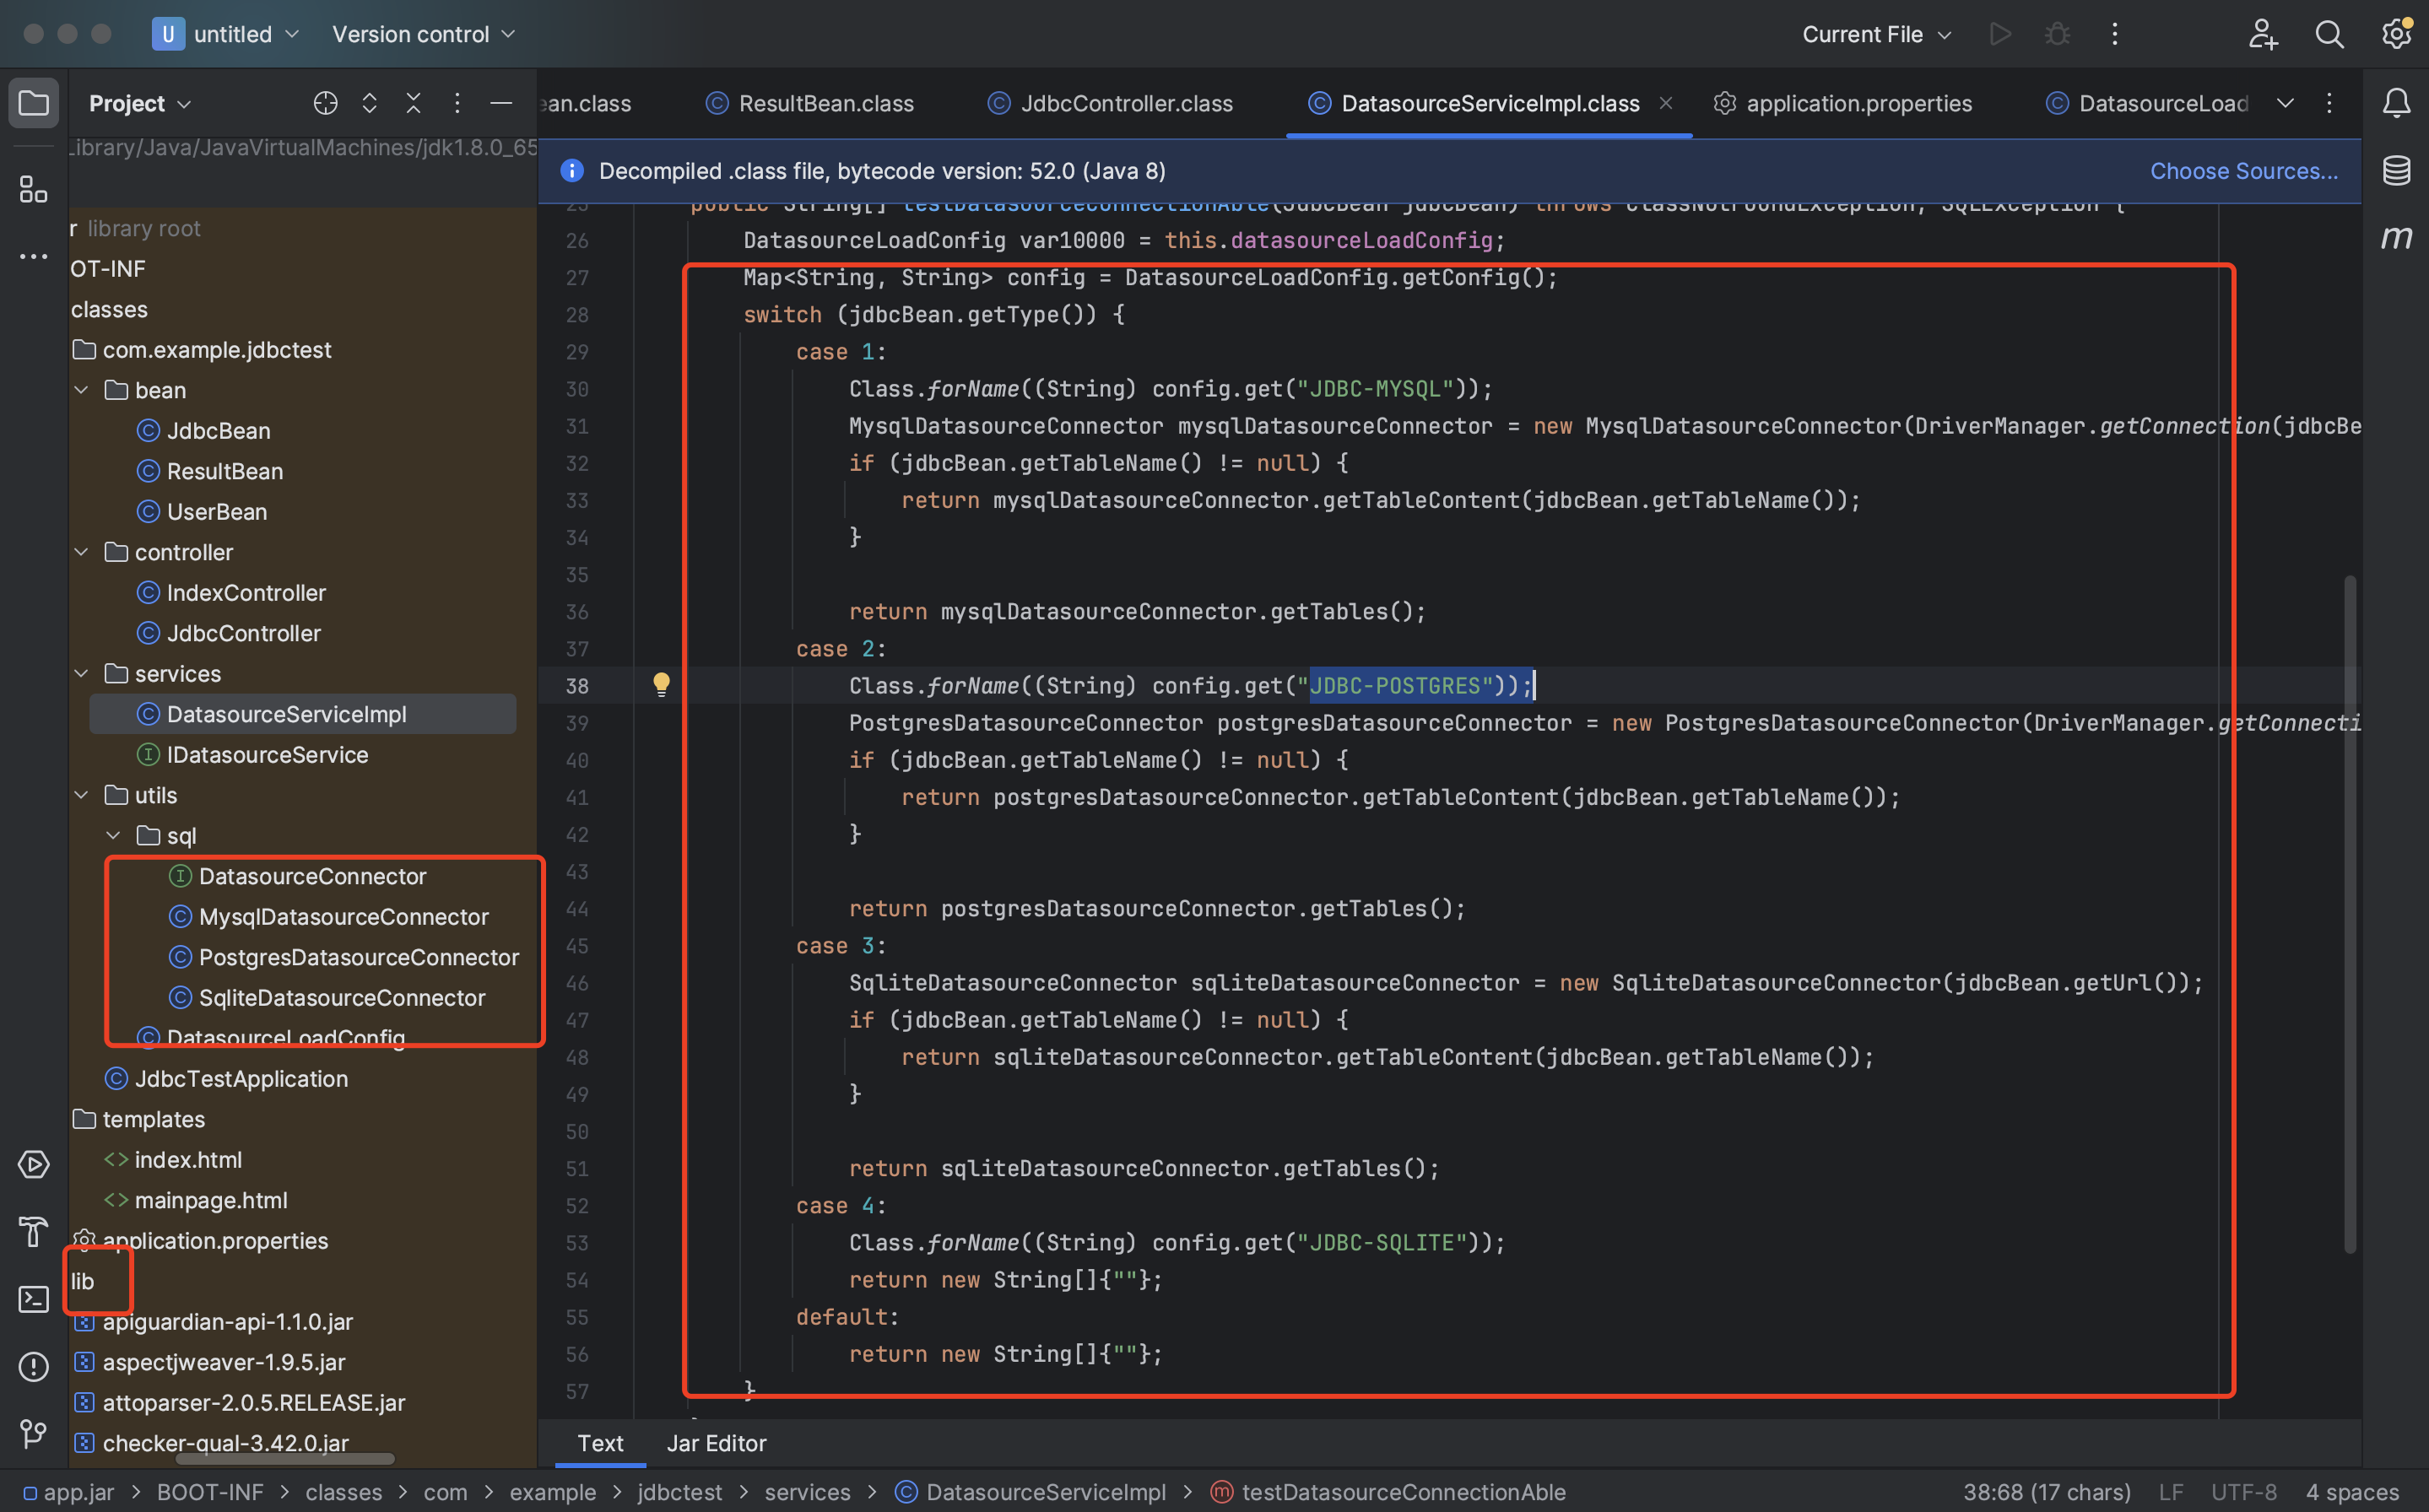 U untitled Version control Current File
Project
ean.class ResultBean.class JdbcController.class DatasourceServiceImpl.class application.properties DatasourceLoad
Library/Java/JavaVirtualMachines/jdk1.8.0_65
Decompiled .class file, bytecode version: 52.0 (Java 8) Choose Sources...
r library root
OT-INF
classes
com.example.jdbctest
bean
JdbcBean
ResultBean
UserBean
controller
IndexController
JdbcController
services
DatasourceServiceImpl
IDatasourceService
utils
sql
DatasourceConnector
MysqlDatasourceConnector
PostgresDatasourceConnector
SqliteDatasourceConnector
DatasourceLoadConfig
JdbcTestApplication
templates
index.html
mainpage.html
application.properties
lib
apiguardian-api-1.1.0.jar
aspectjweaver-1.9.5.jar
attoparser-2.0.5.RELEASE.jar
checker-qual-3.42.0.jar
25 public String[] testDatasourceConnectionAble(JdbcBean jdbcBean) throws ClassNotFoundException, SQLException {
26 DatasourceLoadConfig var10000 = this.datasourceLoadConfig;
27 Map<String, String> config = DatasourceLoadConfig.getConfig();
28 switch (jdbcBean.getType()) {
29 case 1:
30 Class.forName((String) config.get("JDBC-MYSQL"));
31 MysqlDatasourceConnector mysqlDatasourceConnector = new MysqlDatasourceConnector(DriverManager.getConnection(jdbcBe
32 if (jdbcBean.getTableName() != null) {
33 return mysqlDatasourceConnector.getTableContent(jdbcBean.getTableName());
34 }
35
36 return mysqlDatasourceConnector.getTables();
37 case 2:
38 Class.forName((String) config.get("JDBC-POSTGRES"));
39 PostgresDatasourceConnector postgresDatasourceConnector = new PostgresDatasourceConnector(DriverManager.getConnecti
40 if (jdbcBean.getTableName() != null) {
41 return postgresDatasourceConnector.getTableContent(jdbcBean.getTableName());
42 }
43
44 return postgresDatasourceConnector.getTables();
45 case 3:
46 SqliteDatasourceConnector sqliteDatasourceConnector = new SqliteDatasourceConnector(jdbcBean.getUrl());
47 if (jdbcBean.getTableName() != null) {
48 return sqliteDatasourceConnector.getTableContent(jdbcBean.getTableName());
49 }
50
51 return sqliteDatasourceConnector.getTables();
52 case 4:
53 Class.forName((String) config.get("JDBC-SQLITE"));
54 return new String[]{""};
55 default:
56 return new String[]{""};
57 }
Text Jar Editor
app.jar > BOOT-INF > classes > com > example > jdbctest > services > DatasourceServiceImpl > testDatasourceConnectionAble 38:68 (17 chars) LF UTF-8 4 spaces